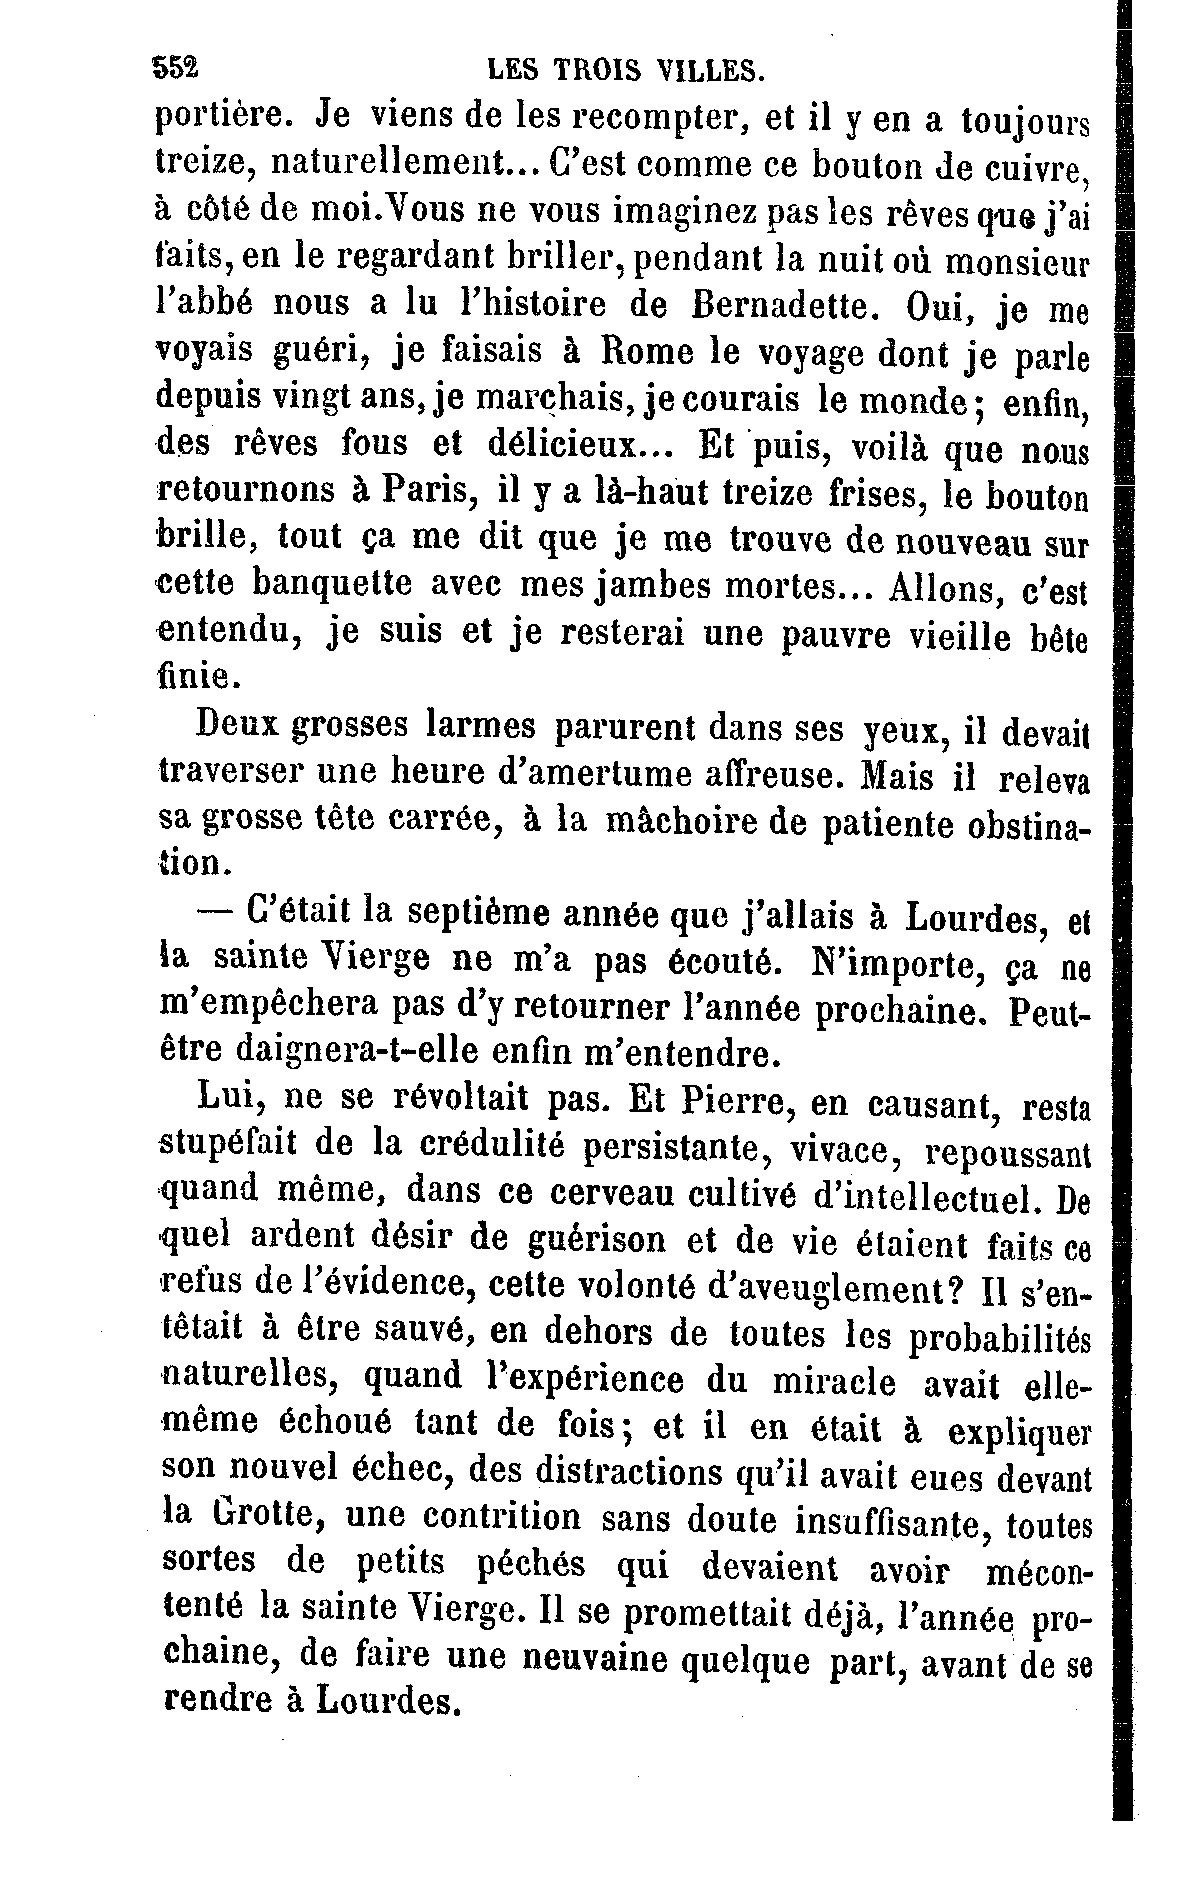 552 LES TROIS VILLES.
portière. Je viens de les recompter, et il y en a toujours
treize, naturellement... C'est comme ce bouton de cuivre,
à côté de moi. Vous ne vous imaginez pas les rêves que j'ai
faits, en le regardant briller, pendant la nuit où monsieur
l'abbé nous a lu l'histoire de Bernadette. Oui, je me
voyais guéri, je faisais à Rome le voyage dont je parle
depuis vingt ans, je marchais, je courais le monde; enfin,
des rêves fous et délicieux... Et puis, voilà que nous
retournons à Paris, il y a là-haut treize frises, le bouton
brille, tout ça me dit que je me trouve de nouveau sur
cette banquette avec mes jambes mortes... Allons, c'est
entendu, je suis et je resterai une pauvre vieille bête
finie.
Deux grosses larmes parurent dans ses yeux, il devait
traverser une heure d'amertume affreuse. Mais il releva
sa grosse tête carrée, à la mâchoire de patiente obstina-
tion.
— C'était la septième année que j'allais à Lourdes, et
la sainte Vierge ne m'a pas écouté. N'importe, ça ne
m'empêchera pas d'y retourner l'année prochaine. Peut-
être daignera-t-elle enfin m'entendre.
Lui, ne se révoltait pas. Et Pierre, en causant, resta
stupéfait de la crédulité persistante, vivace, repoussant
quand même, dans ce cerveau cultivé d'intellectuel. De
quel ardent désir de guérison et de vie étaient faits ce
refus de l'évidence, cette volonté d'aveuglement? Il s'en-
têtait à être sauvé, en dehors de toutes les probabilités
naturelles, quand l'expérience du miracle avait elle-
même échoué tant de fois; et il en était à expliquer
son nouvel échec, des distractions qu'il avait eues devant
la Grotte, une contrition sans doute insuffisante, toutes
sortes de petits péchés qui devaient avoir mécon-
tenté la sainte Vierge. Il se promettait déjà, l'année pro-
chaine, de faire une neuvaine quelque part, avant de se
rendre à Lourdes.